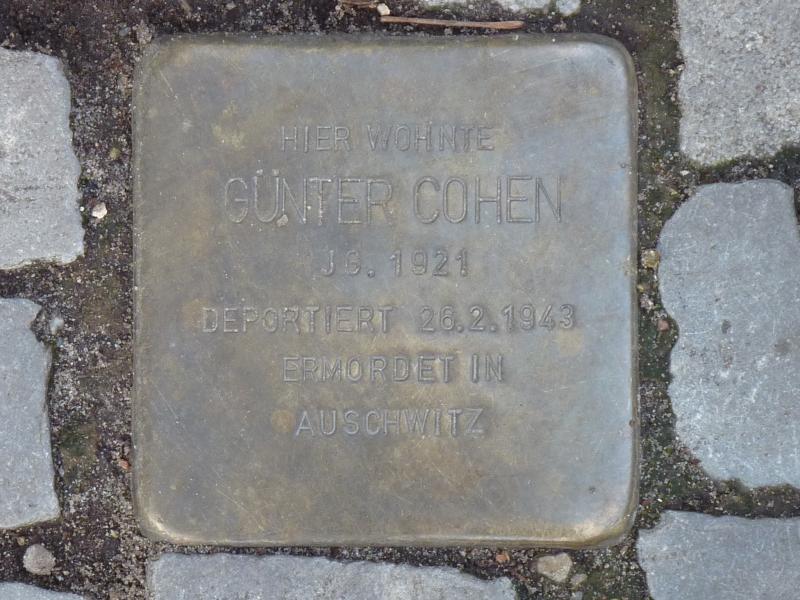 HIER WOHNTE
GÜNTER COHEN
JG. 1921
DEPORTIERT 26.2.1943
ERMORDET IN
AUSCHWITZ